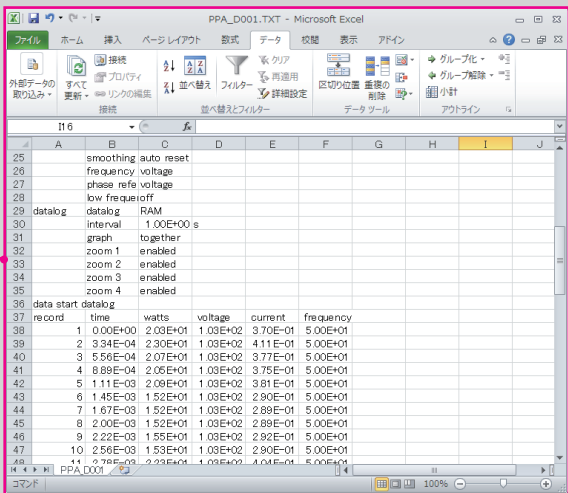 PPA_D001.TXT - Microsoft Excel
ファイル ホーム 挿入 ページ レイアウト 数式 データ 校閲 表示 アドイン
外部データの 取込み
すべて 更新
接続
プロパティ
リンクの編集
接続
並べ替え
フィルター
クリア
再適用
詳細設定
並べ替えとフィルター
区切り位置
重複の 削除
データ ツール
グループ化
グループ解除
小計
アウトライン
I16 fx
A B C D E F G H I J
25 smoothing auto reset
26 frequency voltage
27 phase refe voltage
28 low freque off
29 datalog datalog RAM
30 interval 1.00E+00 s
31 graph together
32 zoom 1 enabled
33 zoom 2 enabled
34 zoom 3 enabled
35 zoom 4 enabled
36 data start datalog
37 record time watts voltage current frequency
38 1 0.00E+00 2.03E+01 1.03E+02 3.70E-01 5.00E+01
39 2 3.34E-04 2.30E+01 1.03E+02 4.11E-01 5.00E+01
40 3 5.56E-04 2.07E+01 1.03E+02 3.77E-01 5.00E+01
41 4 8.89E-04 2.05E+01 1.03E+02 3.75E-01 5.00E+01
42 5 1.11E-03 2.09E+01 1.03E+02 3.81E-01 5.00E+01
43 6 1.45E-03 1.52E+01 1.03E+02 2.90E-01 5.00E+01
44 7 1.67E-03 1.52E+01 1.03E+02 2.89E-01 5.00E+01
45 8 2.00E-03 1.52E+01 1.03E+02 2.89E-01 5.00E+01
46 9 2.22E-03 1.55E+01 1.03E+02 2.92E-01 5.00E+01
47 10 2.56E-03 1.53E+01 1.03E+02 2.90E-01 5.00E+01
48 11 2.78E-03 2.23E+01 1.03E+02 4.04E-01 5.00E+01
PPA_D001
コマンド 100%